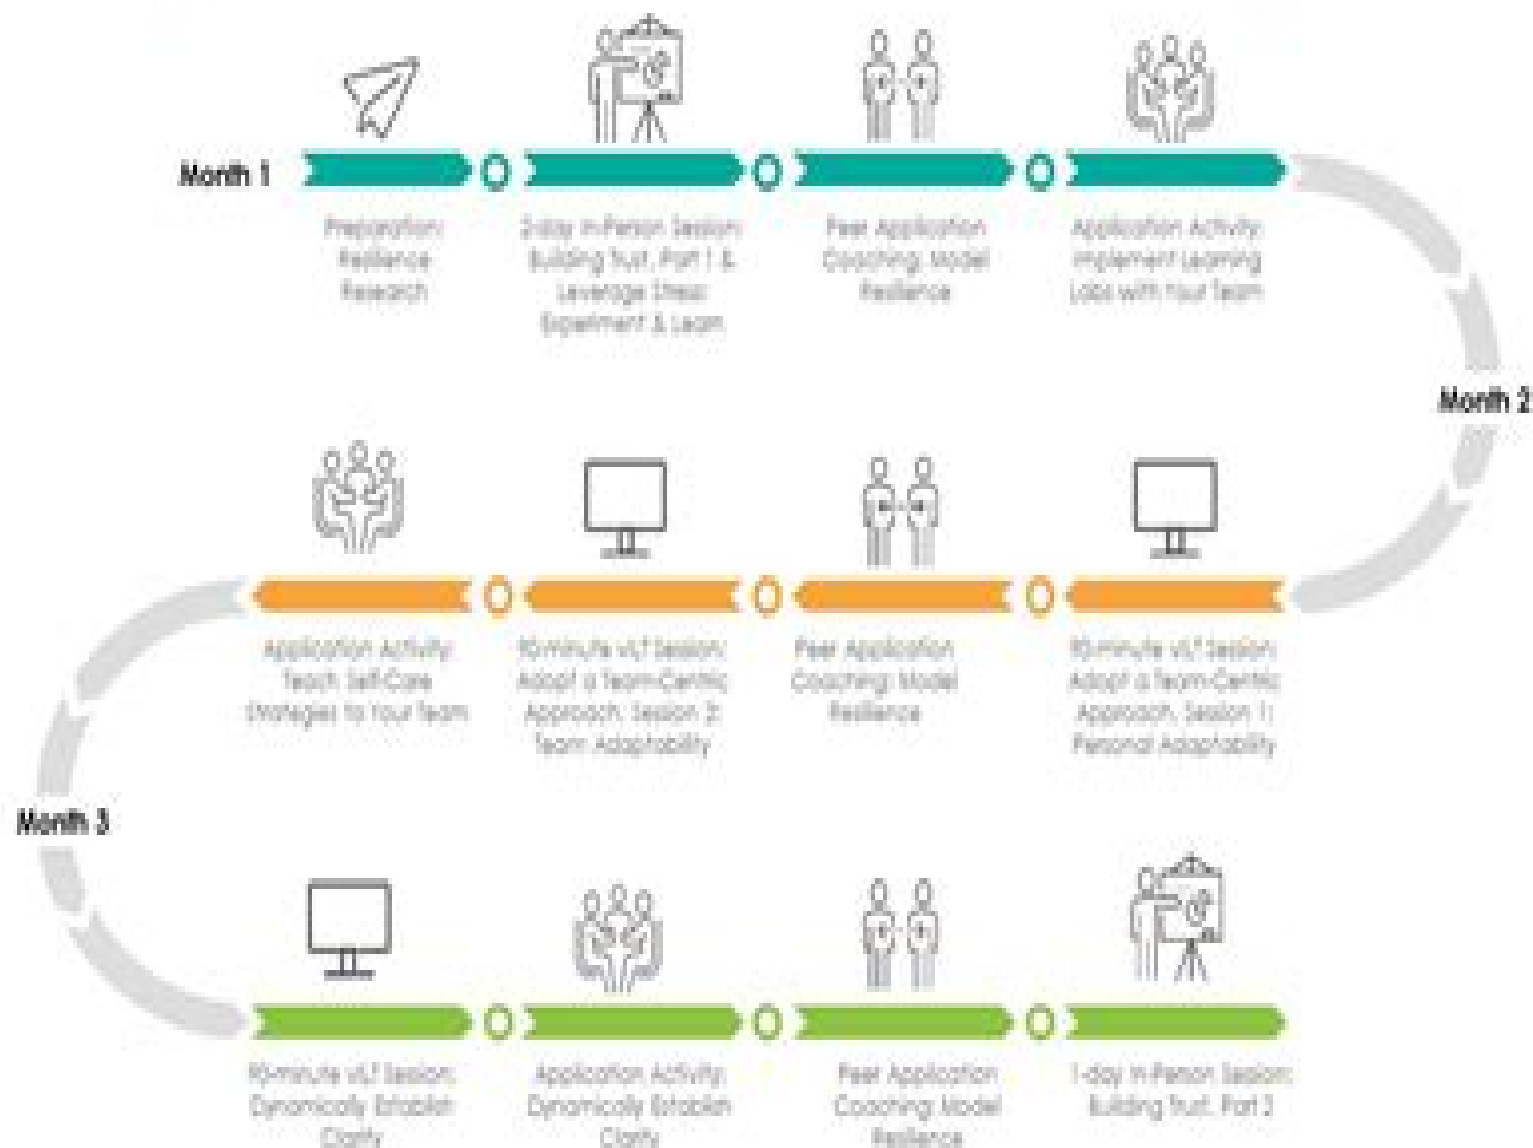 Month 1
Preparation:
Resilience
Research
2-day In-Person Session:
Building Trust, Part 1 &
Leverage Stress:
Experiment & Learn
Peer Application
Coaching: Model
Resilience
Application Activity:
Implement Learning
Labs with Your Team
Month 2
90-minute vILT Session:
Adopt a Team-Centric
Approach, Session 1:
Personal Adaptability
Peer Application
Coaching: Model
Resilience
90-minute vILT Session:
Adopt a Team-Centric
Approach, Session 2:
Team Adaptability
Application Activity:
Teach Self-Care
Strategies to Your Team
Month 3
90-minute vILT Session:
Dynamically Establish
Clarity
Application Activity:
Dynamically Establish
Clarity
Peer Application
Coaching: Model
Resilience
1-day In-Person Session:
Building Trust, Part 2